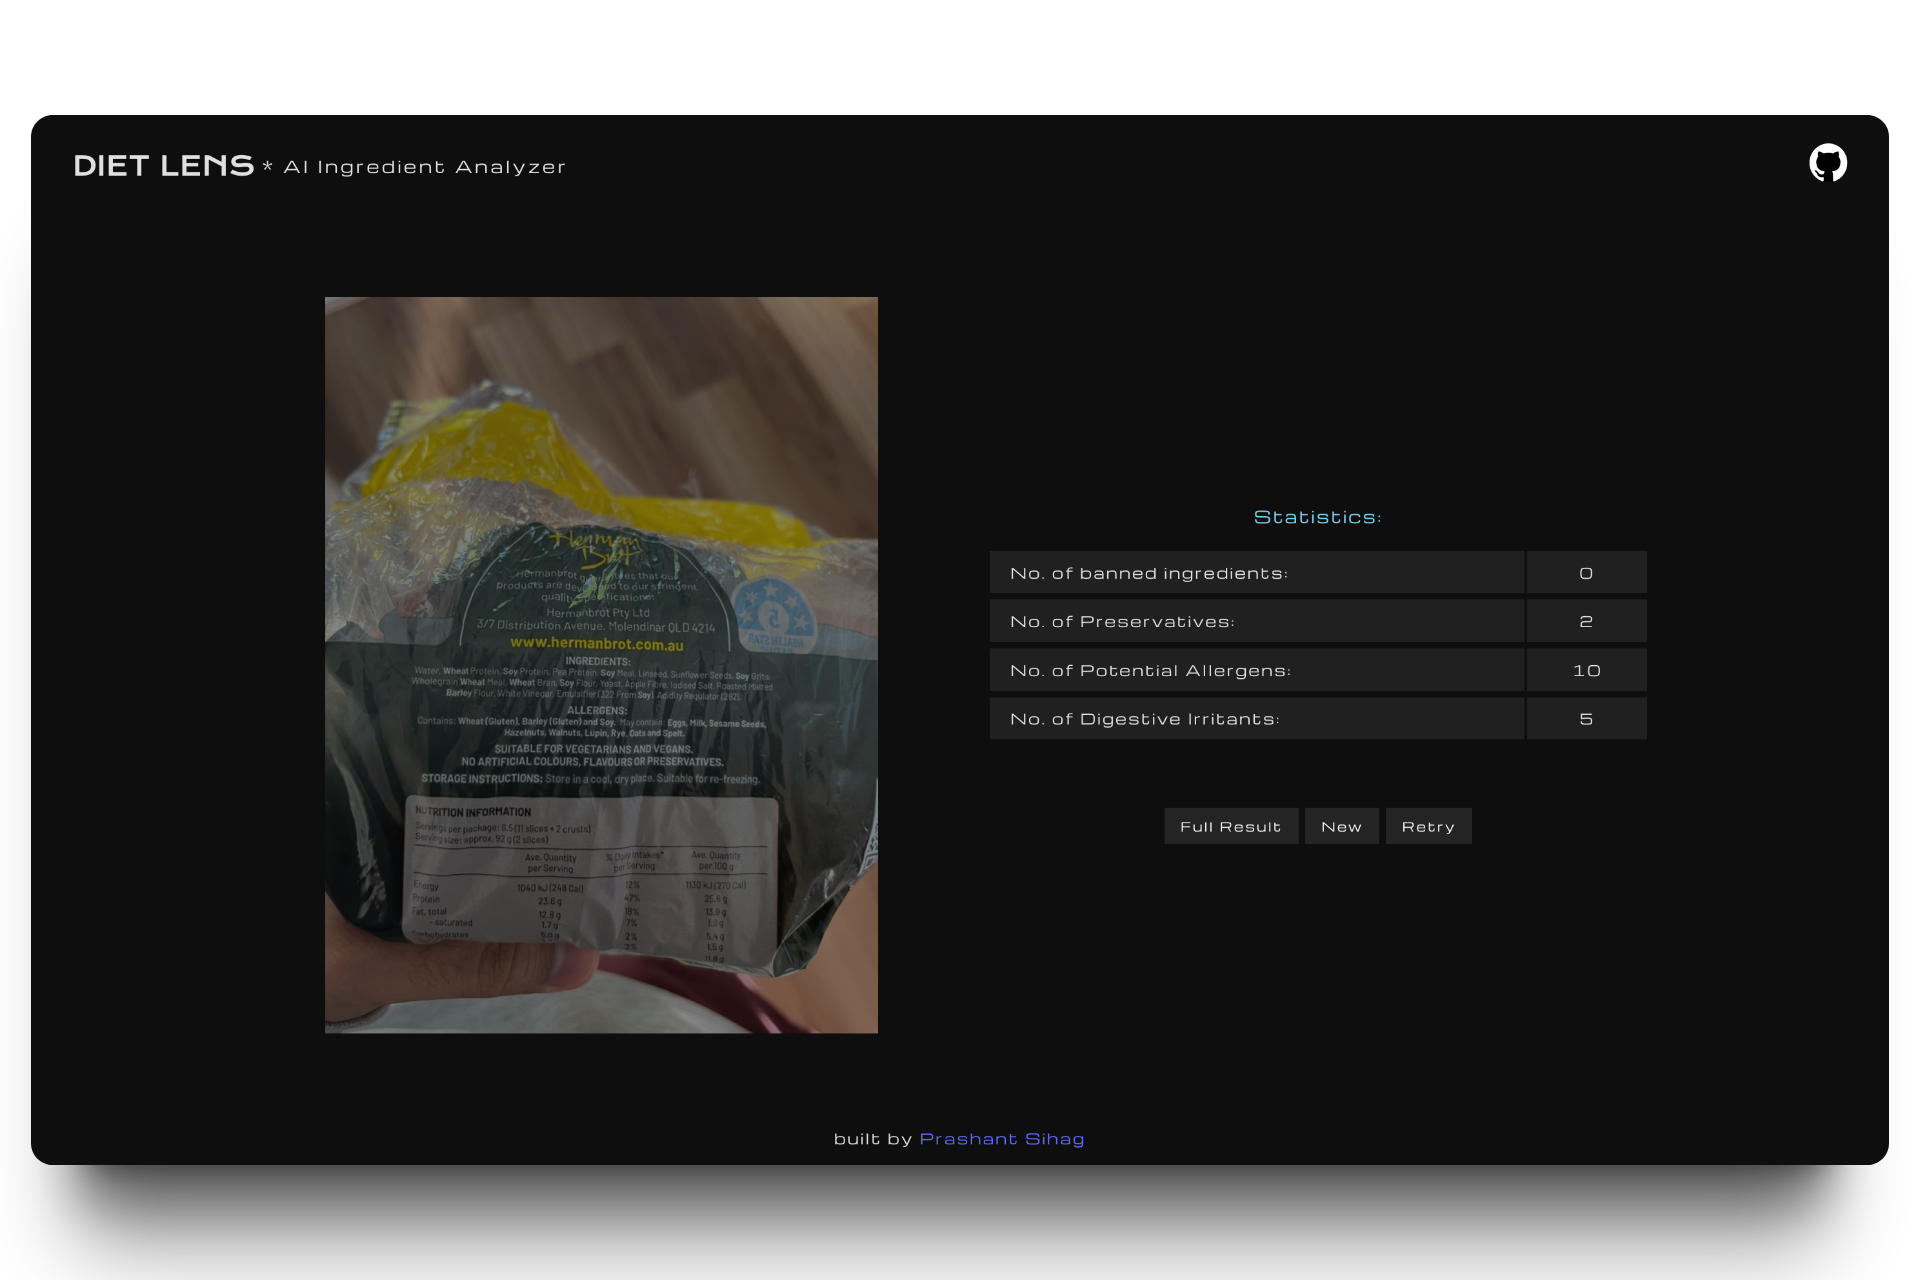 DIET LENS * AI Ingredient Analyzer
Herman
Brot
Hermanbrot guarantees that our
Products are developed to our stringent
quality specifications.
Hermanbrot Pty Ltd
3/7 Distribution Avenue, Molendinar QLD 4214
www.hermanbrot.com.au
5
HEALTH STAR
INGREDIENTS:
Water, Wheat Protein, Soy Protein, Pea Protein, Soy Meal, Linseed, Sunflower Seeds, Soy Grits,
Wholegrain Wheat Meal, Wheat Bran, Soy Flour, Yeast, Apple Fibre, Iodised Salt, Roasted Malted
Barley Flour, White Vinegar, Emulsifier (322 From Soy), Acidity Regulator (262).
ALLERGENS:
Contains: Wheat (Gluten), Barley (Gluten) and Soy. May contain: Eggs, Milk, Sesame Seeds,
Hazelnuts, Walnuts, Lupin, Rye, Oats and Spelt.
SUITABLE FOR VEGETARIANS AND VEGANS.
NO ARTIFICIAL COLOURS, FLAVOURS OR PRESERVATIVES.
STORAGE INSTRUCTIONS: Store in a cool, dry place. Suitable for re-freezing.
NUTRITION INFORMATION
Servings per package: 6.5 (11 slices + 2 crusts)
Serving size: approx. 92 g (2 slices)
Ave. Quantity per Serving % Daily Intakes* per Serving Ave. Quantity per 100 g
Energy 1040 kJ (248 Cal) 12% 1130 kJ (270 Cal)
Protein 23.6 g 47% 25.6 g
Fat, total 12.8 g 18% 13.9 g
- saturated 1.7 g 7% 1.8 g
Carbohydrates 5.0 g 2% 5.4 g
2% 1.5 g
11.8 g
Statistics:
No. of banned ingredients: 0
No. of Preservatives: 2
No. of Potential Allergens: 10
No. of Digestive Irritants: 5
Full Result New Retry
built by Prashant Sihag